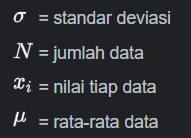 σ = standar deviasi
N = jumlah data
xᵢ = nilai tiap data
μ = rata-rata data